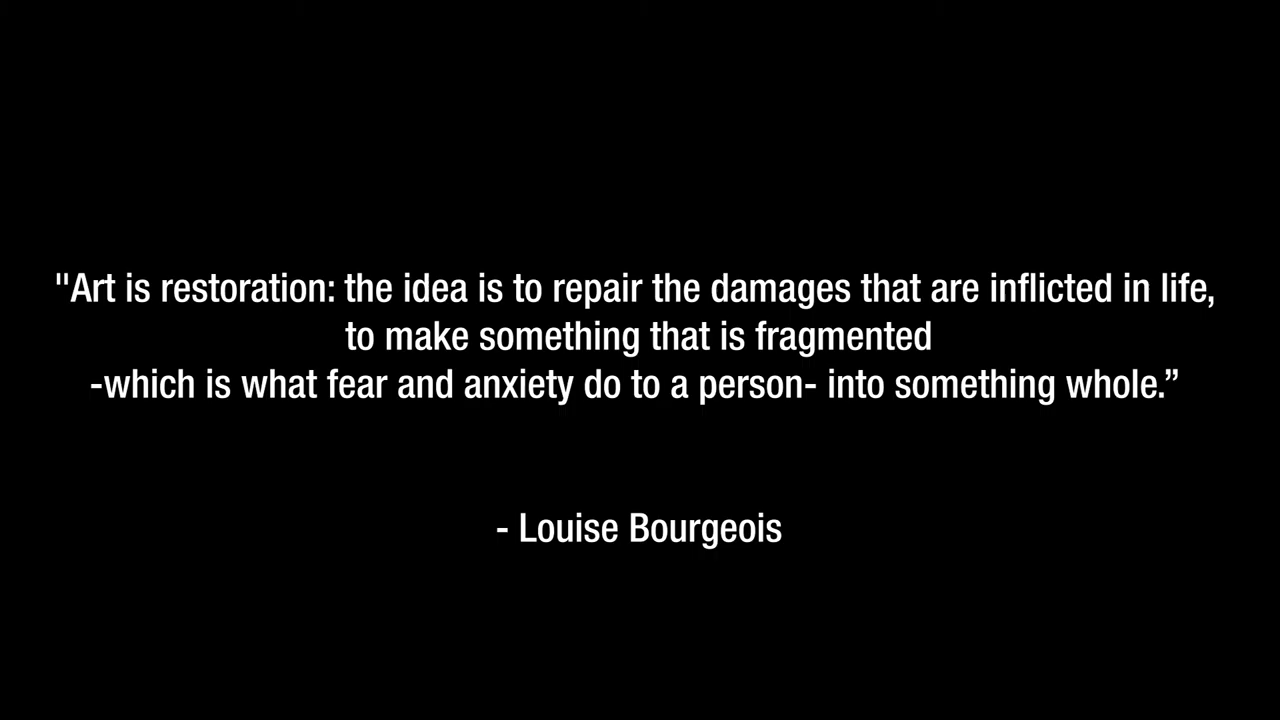 "Art is restoration: the idea is to repair the damages that are inflicted in life,
to make something that is fragmented
-which is what fear and anxiety do to a person- into something whole.”
- Louise Bourgeois